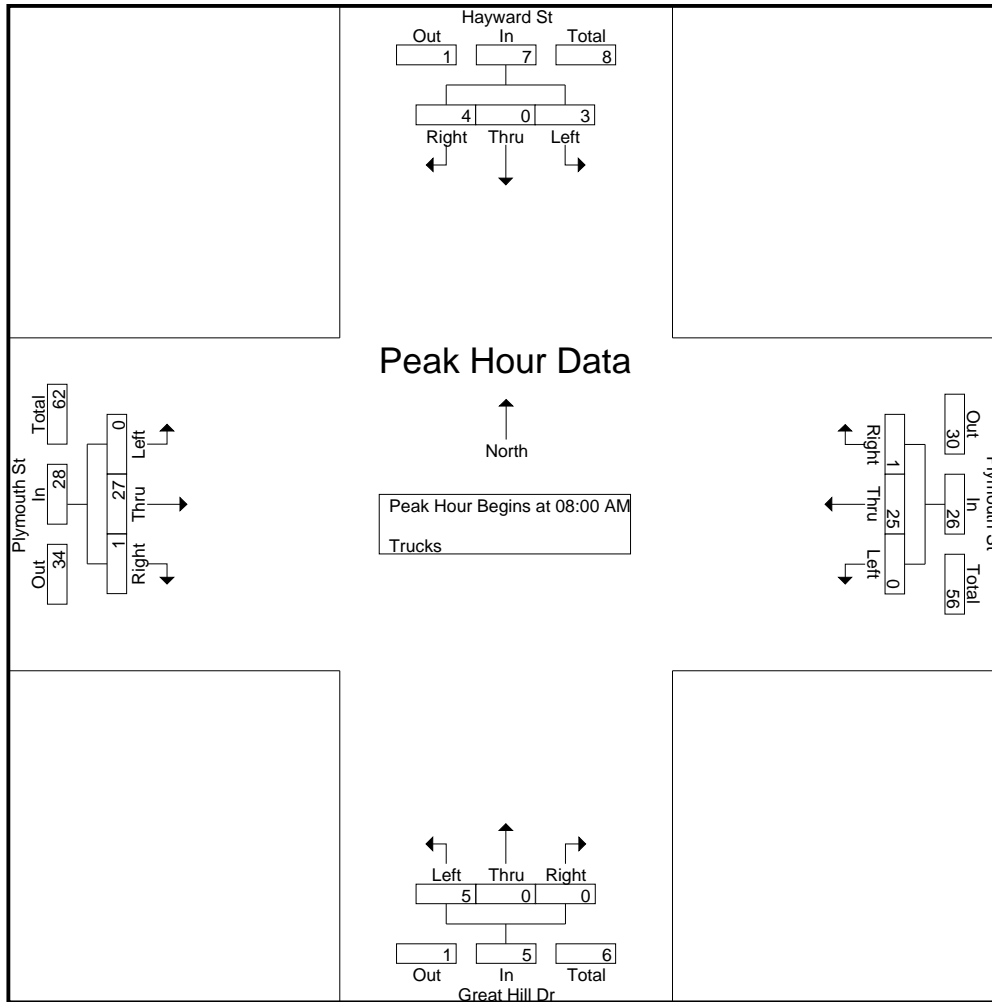 Hayward St
Out In Total
1 7 8
4 0 3
Right Thru Left
Peak Hour Data
North
Peak Hour Begins at 08:00 AM
Trucks
Plymouth St
Out In Total
34 28 62
1 27 0
Right Thru Left
Plymouth St
Out In Total
30 26 56
1 25 0
Right Thru Left
Left Thru Right
5 0 0
1 5 6
Out In Total
Great Hill Dr